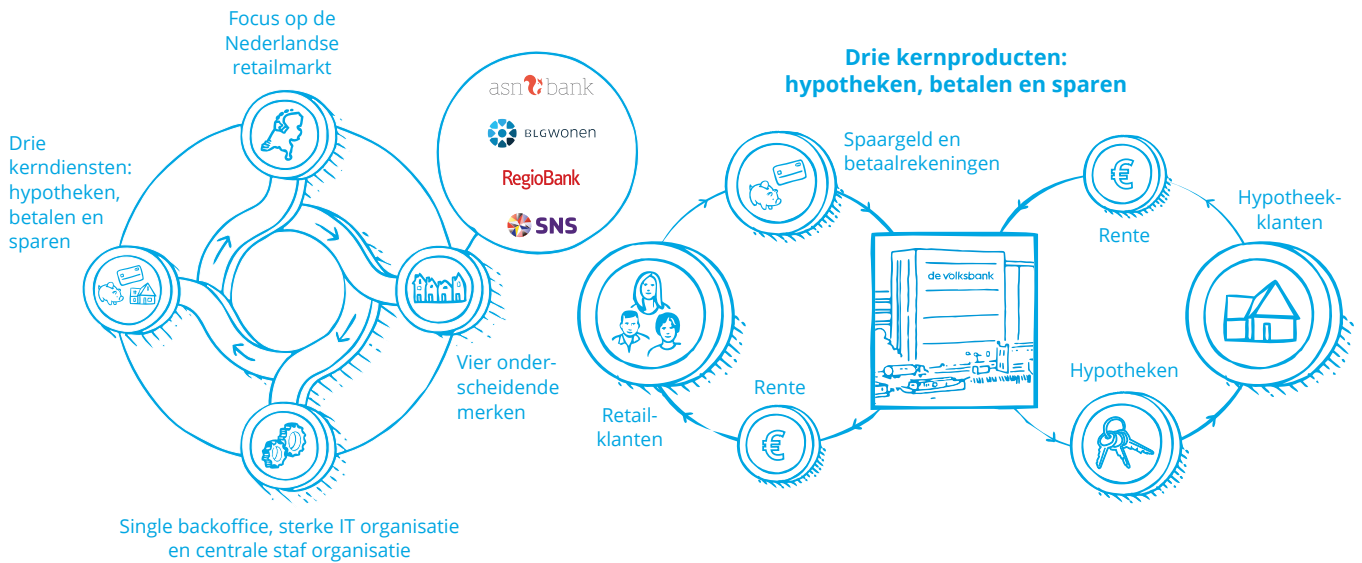 Focus op de
Nederlandse
retailmarkt
Drie
kerndiensten:
hypotheken,
betalen en
sparen
asn bank
BLGWONEN
RegioBank
SNS
Vier onder-
scheidende
merken
Single backoffice, sterke IT organisatie
en centrale staf organisatie
Drie kernproducten:
hypotheken, betalen en sparen
Spaargeld en
betaalrekeningen
€
Rente
Hypotheek-
klanten
de volksbank
Hypotheken
Rente
€
Retail-
klanten